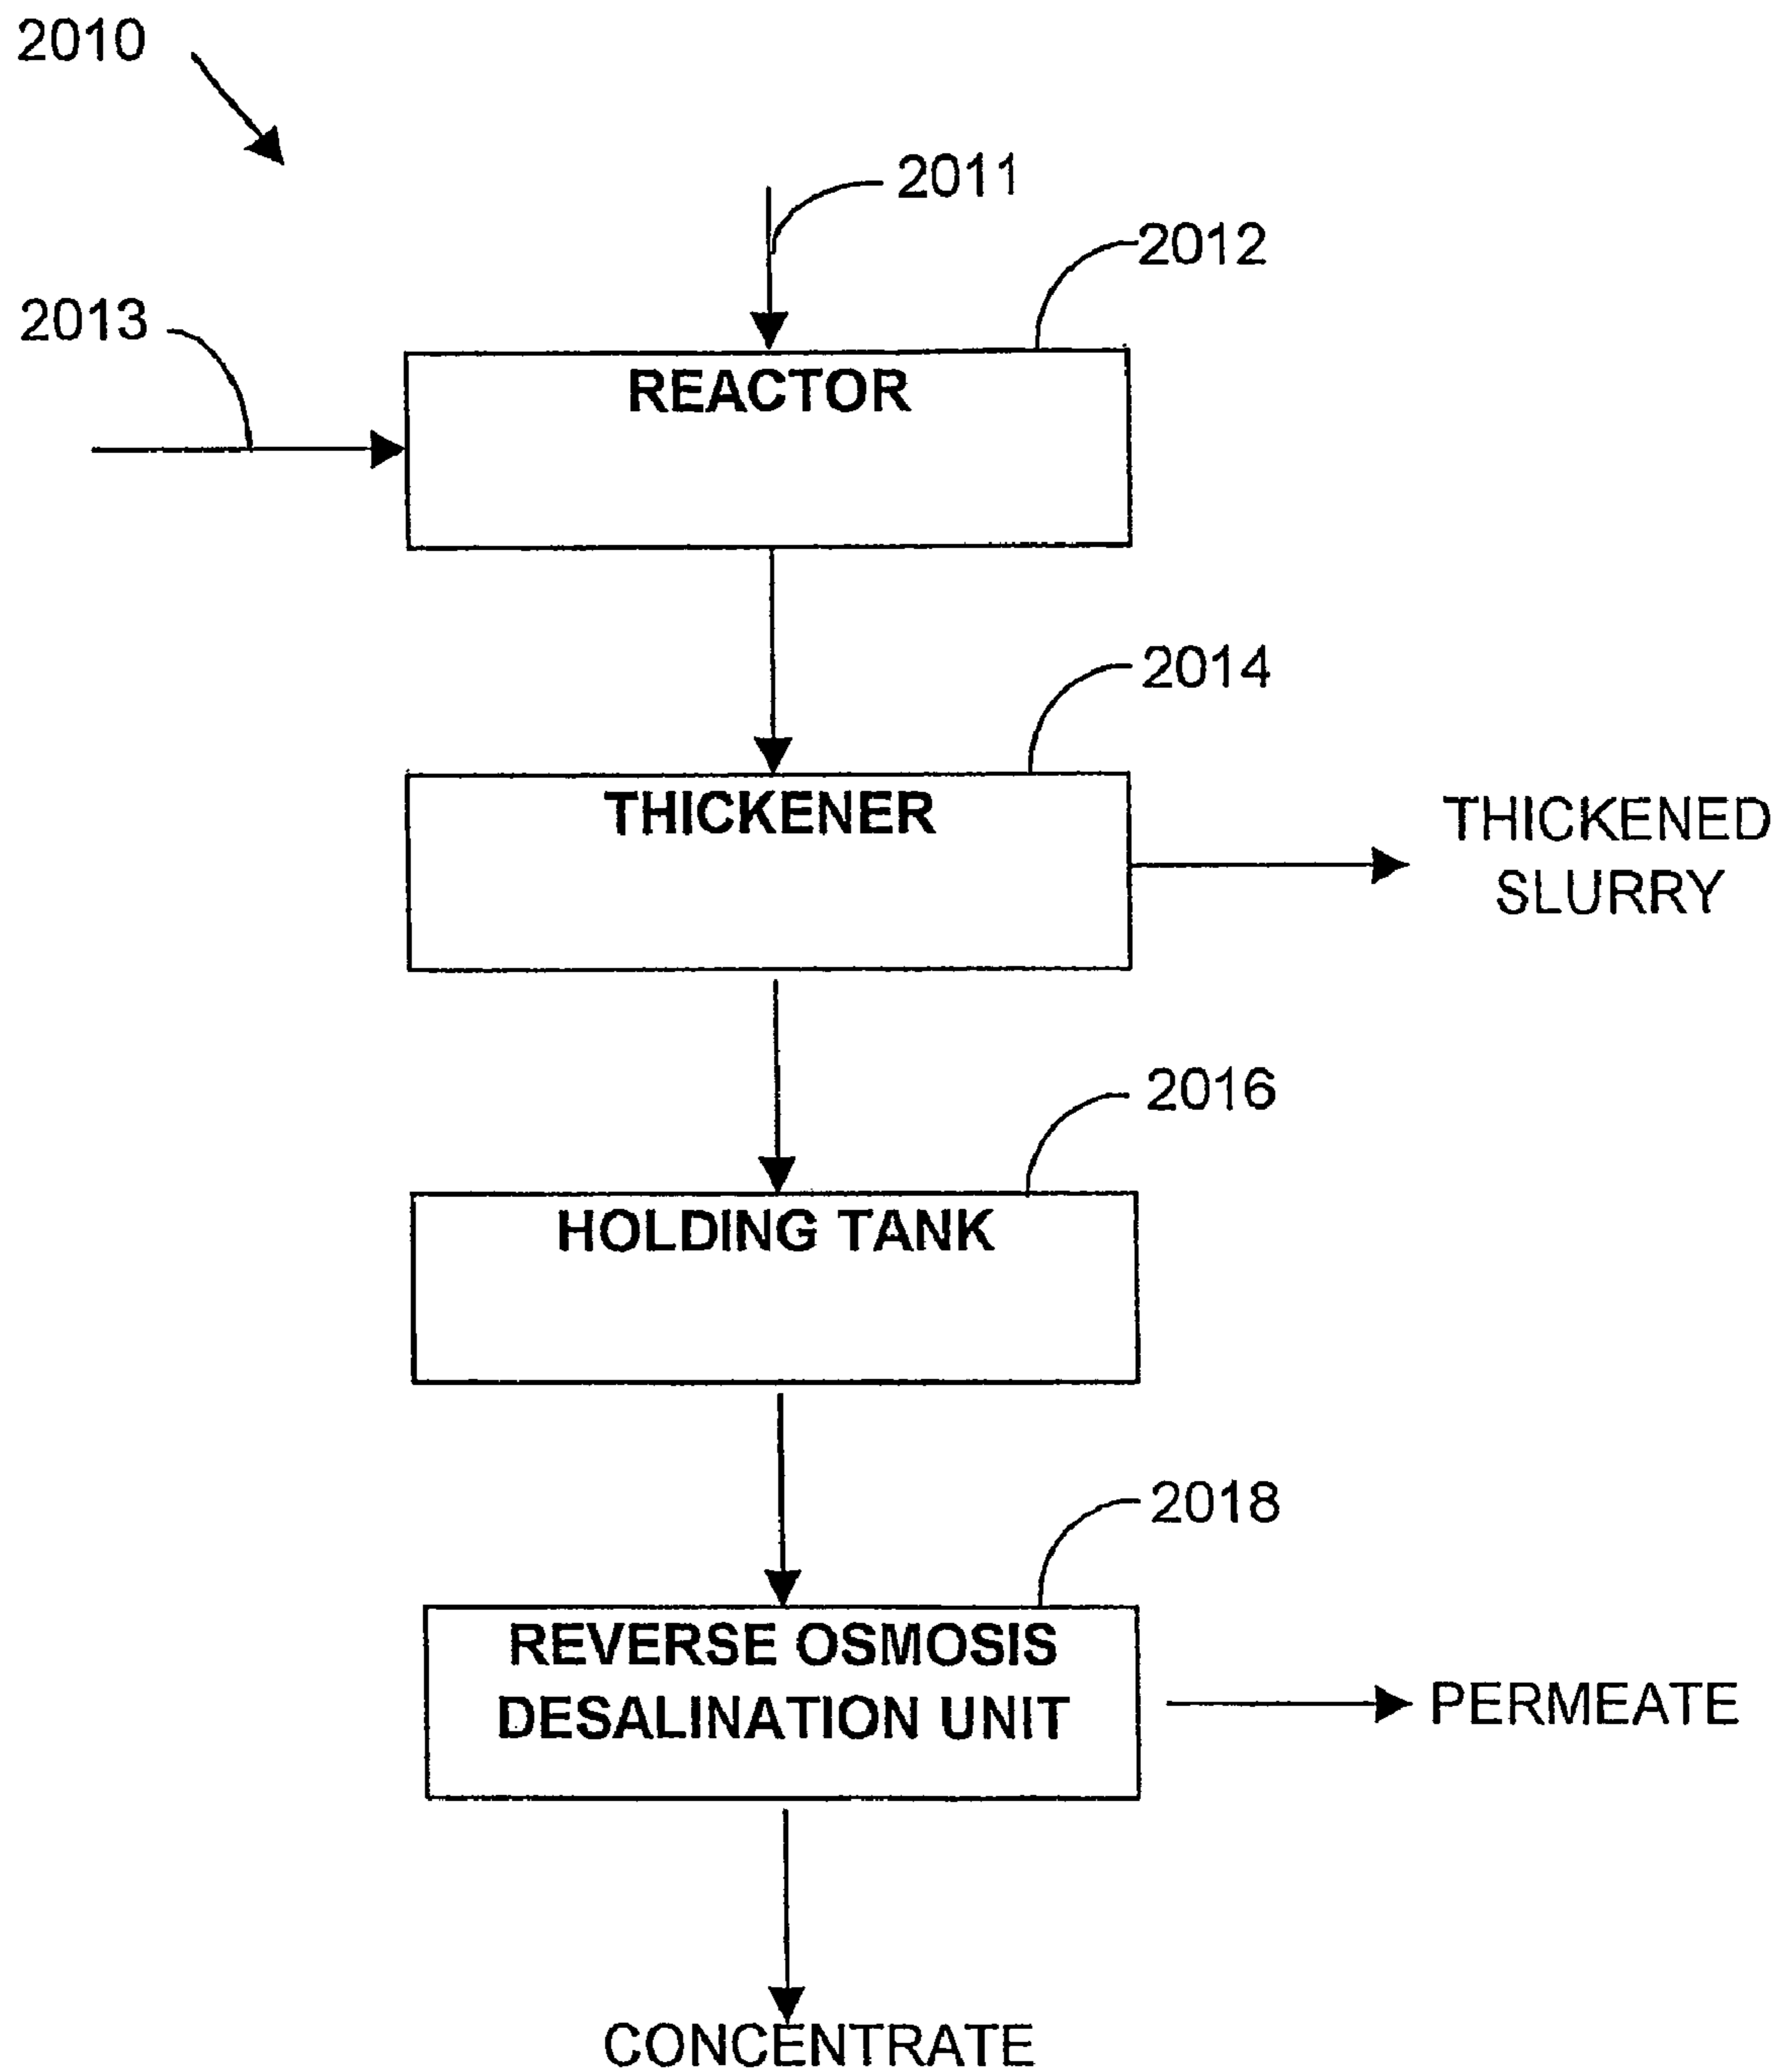 2010
2011
2012
2013
REACTOR
2014
THICKENER
THICKENED
SLURRY
2016
HOLDING TANK
2018
REVERSE OSMOSIS
DESALINATION UNIT
PERMEATE
CONCENTRATE